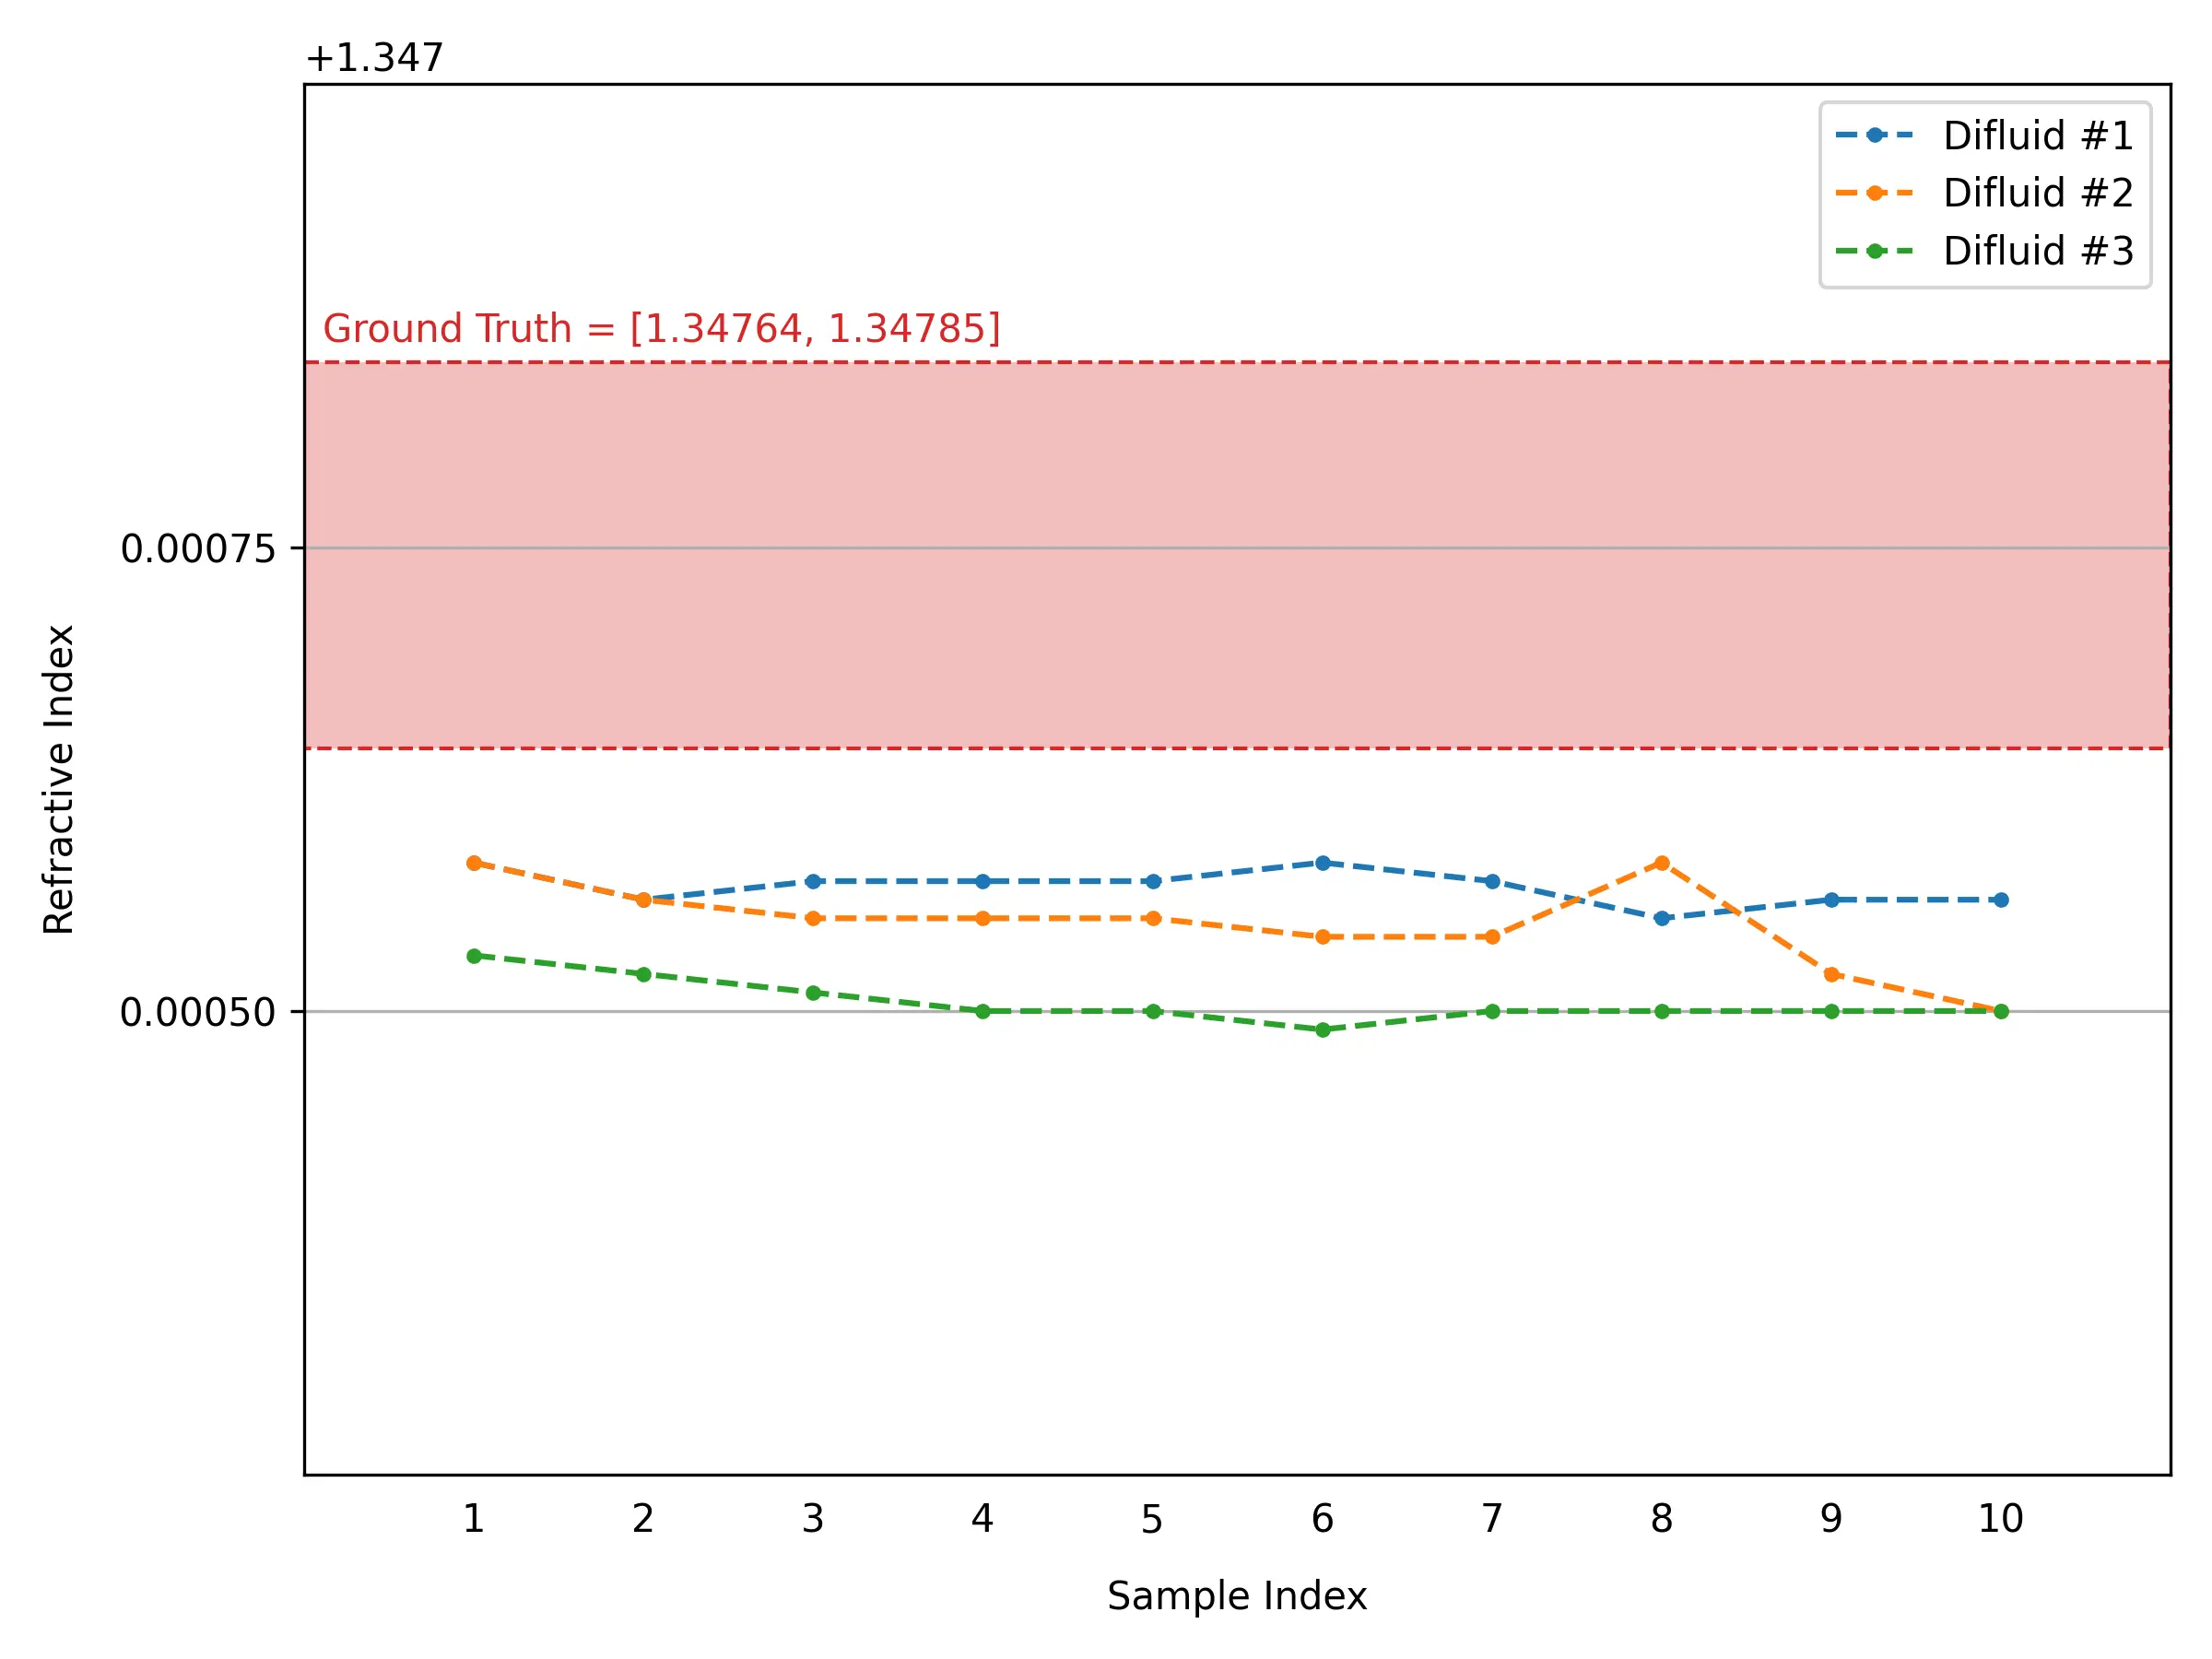 +1.347
Difluid #1
Difluid #2
Difluid #3
Ground Truth = [1.34764, 1.34785]
0.00075
0.00050
Refractive Index
1 2 3 4 5 6 7 8 9 10
Sample Index